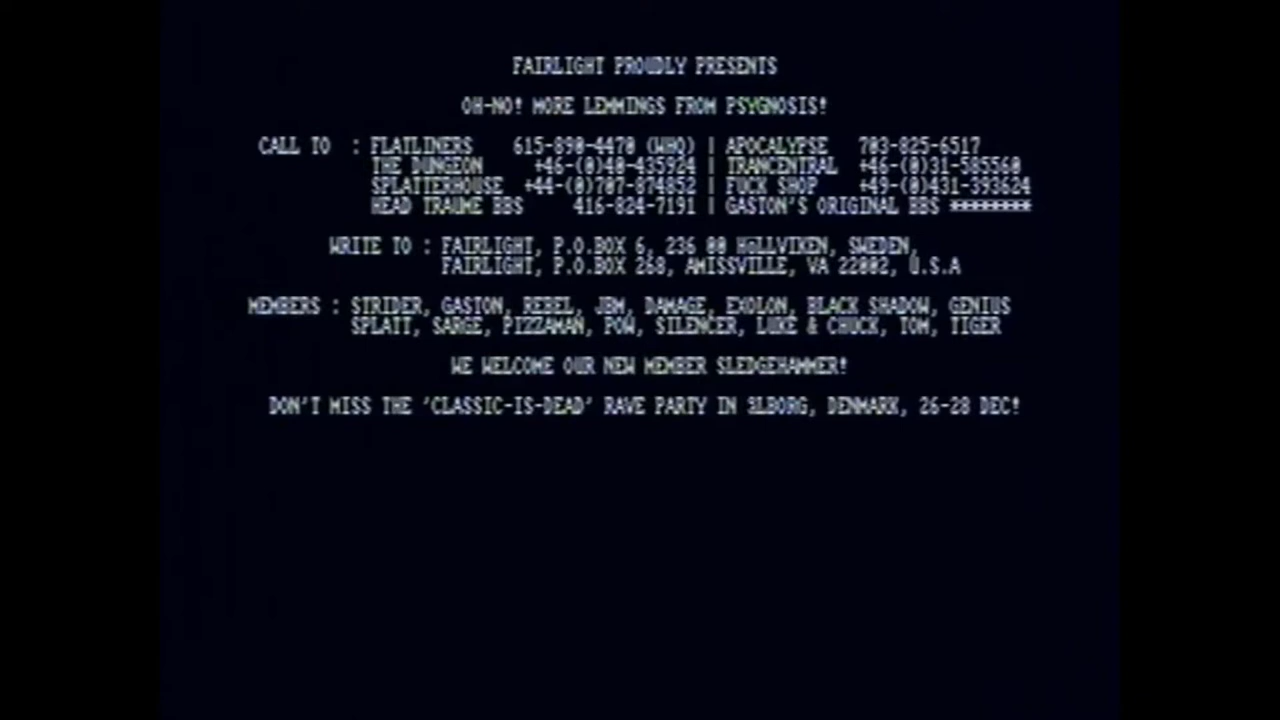 FAIRLIGHT PROUDLY PRESENTS
OH-NO! MORE LEMMINGS FROM PSYGNOSIS!
CALL TO : FLATLINERS 615-890-4470 (WHQ) | APOCALYPSE 703-825-6517
THE DUNGEON +46-(0)40-435924 | TRANCENTRAL +46-(0)31-585560
SPLATTERHOUSE +44-(0)707-874852 | FUCK SHOP +49-(0)431-393624
HEAD TRAUME BBS 416-824-7191 | GASTON'S ORIGINAL BBS ********
WRITE TO : FAIRLIGHT, P.O.BOX 6, 236 00 HöLLVIKEN, SWEDEN,
FAIRLIGHT, P.O.BOX 268, AMISSVILLE, VA 22002, U.S.A
MEMBERS : STRIDER, GASTON, REBEL, JBM, DAMAGE, EXOLON, BLACK SHADOW, GENIUS
SPLATT, SARGE, PIZZAMAN, POW, SILENCER, LUKE & CHUCK, TOM, TIGER
WE WELCOME OUR NEW MEMBER SLEDGEHAMMER!
DON'T MISS THE 'CLASSIC-IS-DEAD' RAVE PARTY IN ÅLBORG, DENMARK, 26-28 DEC!